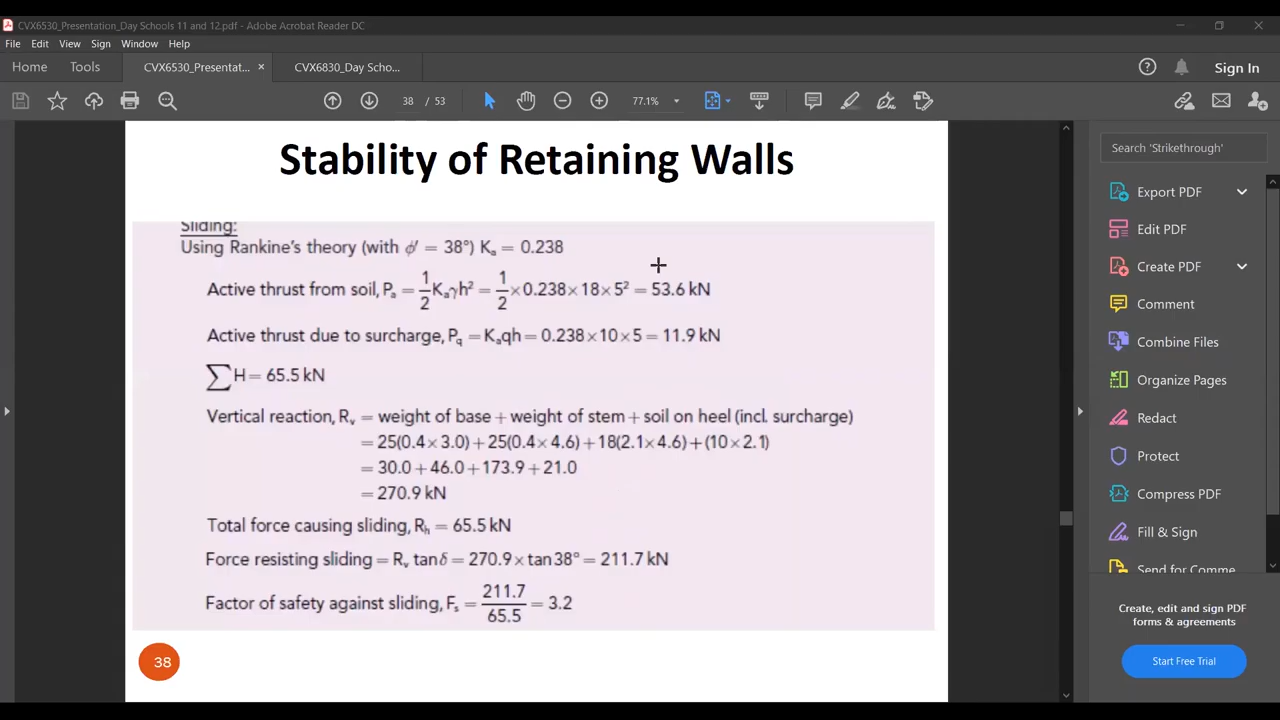 CVX6530_Presentation_Day Schools 11 and 12.pdf - Adobe Acrobat Reader DC
File Edit View Sign Window Help
Home Tools CVX6530_Presentat... × CVX6830_Day Scho... Sign In
38 / 53 77.1%
Stability of Retaining Walls
Sliding:
Using Rankine's theory (with ϕ′ = 38°) Kₐ = 0.238
Active thrust from soil, Pₐ = 1/2 Kₐγh² = 1/2 × 0.238 × 18 × 5² = 53.6 kN
Active thrust due to surcharge, P_q = Kₐqh = 0.238 × 10 × 5 = 11.9 kN
∑ H = 65.5 kN
Vertical reaction, Rᵥ = weight of base + weight of stem + soil on heel (incl. surcharge)
= 25(0.4 × 3.0) + 25(0.4 × 4.6) + 18(2.1 × 4.6) + (10 × 2.1)
= 30.0 + 46.0 + 173.9 + 21.0
= 270.9 kN
Total force causing sliding, Rₕ = 65.5 kN
Force resisting sliding = Rᵥ tan δ = 270.9 × tan 38° = 211.7 kN
Factor of safety against sliding, Fₛ = 211.7/65.5 = 3.2
38
Search 'Strikethrough'
Export PDF
Edit PDF
Create PDF
Comment
Combine Files
Organize Pages
Redact
Protect
Compress PDF
Fill & Sign
Send for Comme
Create, edit and sign PDF
forms & agreements
Start Free Trial